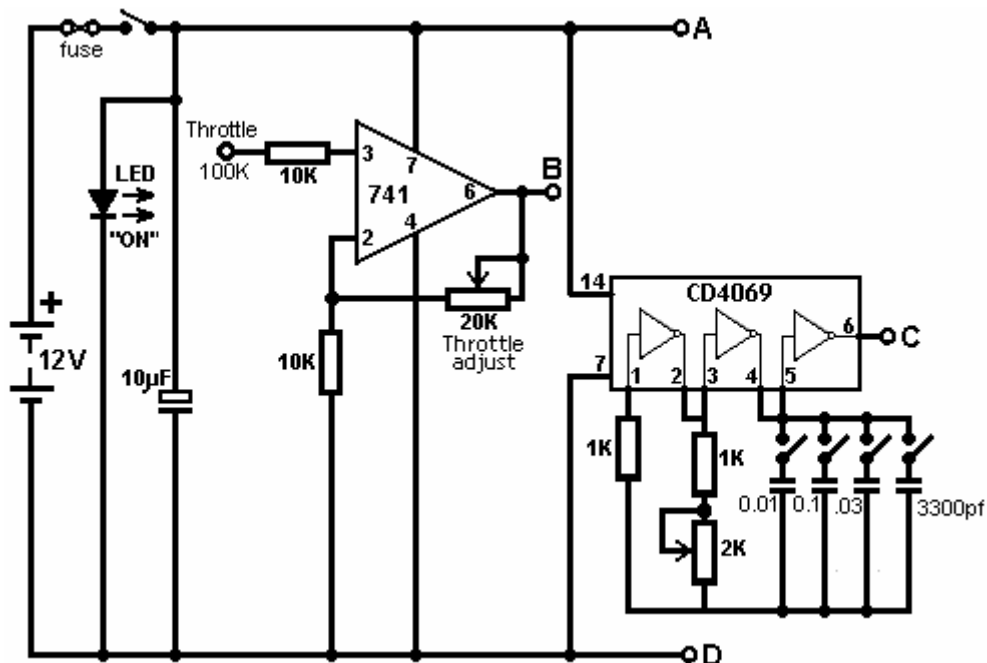 A
fuse
Throttle
100K
10K
3
7
741
6
4
2
B
LED
"ON"
20K
Throttle
adjust
10K
+
12V
10µF
14
CD4069
7
1
2
3
4
5
6
C
1K
1K
2K
0.01
0.1
.03
3300pf
D